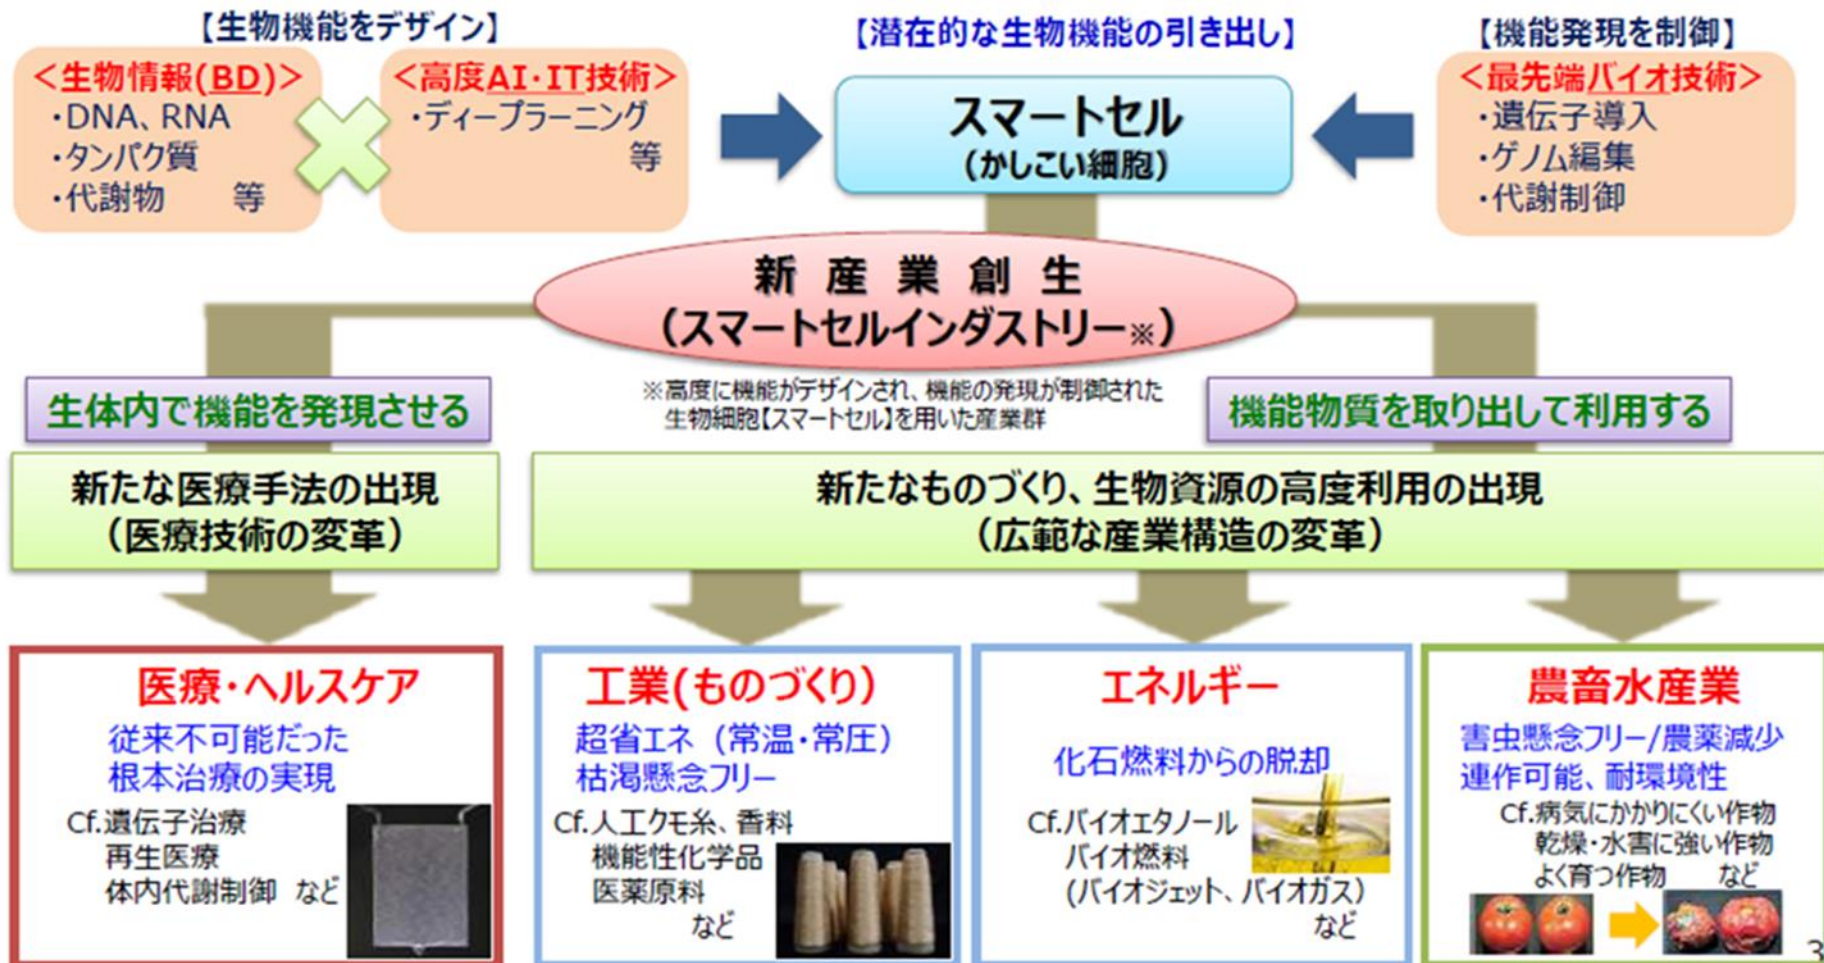 【生物機能をデザイン】
<生物情報(BD)>
・DNA、RNA
・タンパク質
・代謝物 等
<高度AI・IT技術>
・ディープラーニング
等
【潜在的な生物機能の引き出し】
スマートセル
(かしこい細胞)
【機能発現を制御】
<最先端バイオ技術>
・遺伝子導入
・ゲノム編集
・代謝制御
新 産 業 創 生
(スマートセルインダストリー※)
※高度に機能がデザインされ、機能の発現が制御された
生物細胞【スマートセル】を用いた産業群
生体内で機能を発現させる
機能物質を取り出して利用する
新たな医療手法の出現
(医療技術の変革)
新たなものづくり、生物資源の高度利用の出現
(広範な産業構造の変革)
医療・ヘルスケア
従来不可能だった
根本治療の実現
Cf.遺伝子治療
再生医療
体内代謝制御 など
工業(ものづくり)
超省エネ (常温・常圧)
枯渇懸念フリー
Cf.人工クモ糸、香料
機能性化学品
医薬原料
など
エネルギー
化石燃料からの脱却
Cf.バイオエタノール
バイオ燃料
(バイオジェット、バイオガス)
など
農畜水産業
害虫懸念フリー/農薬減少
連作可能、耐環境性
Cf.病気にかかりにくい作物
乾燥・水害に強い作物
よく育つ作物 など
3